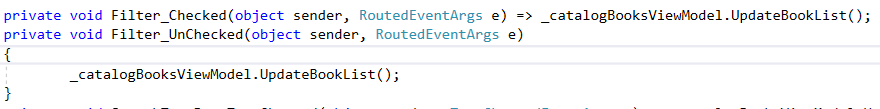 private void Filter_Checked(object sender, RoutedEventArgs e) => _catalogBooksViewModel.UpdateBookList();
private void Filter_UnChecked(object sender, RoutedEventArgs e)
{
_catalogBooksViewModel.UpdateBookList();
}